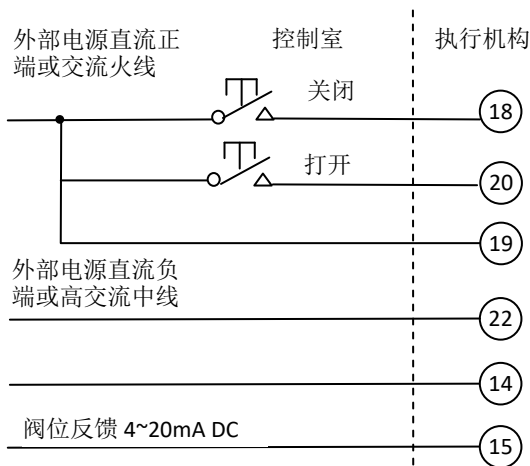 外部电源直流正
端或交流火线
控制室
执行机构
关闭
18
打开
20
19
外部电源直流负
端或高交流中线
22
14
阀位反馈 4~20mA DC
15